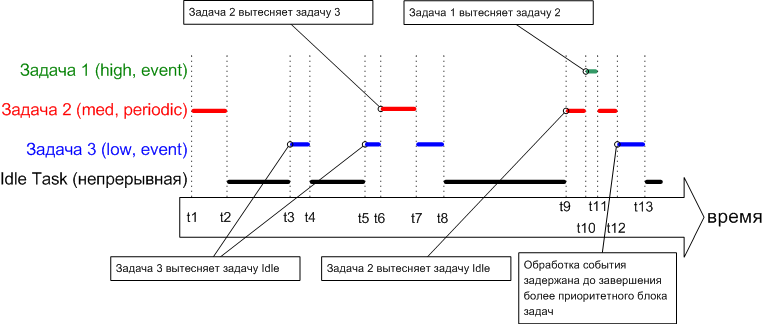 Задача 2 вытесняет задачу 3
Задача 1 вытесняет задачу 2
Задача 1 (high, event)
Задача 2 (med, periodic)
Задача 3 (low, event)
Idle Task (непрерывная)
t1 t2 t3 t4 t5 t6 t7 t8 t9 t10 t11 t12 t13
время
Задача 3 вытесняет задачу Idle
Задача 2 вытесняет задачу Idle
Обработка события
задержана до завершения
более приоритетного блока
задач